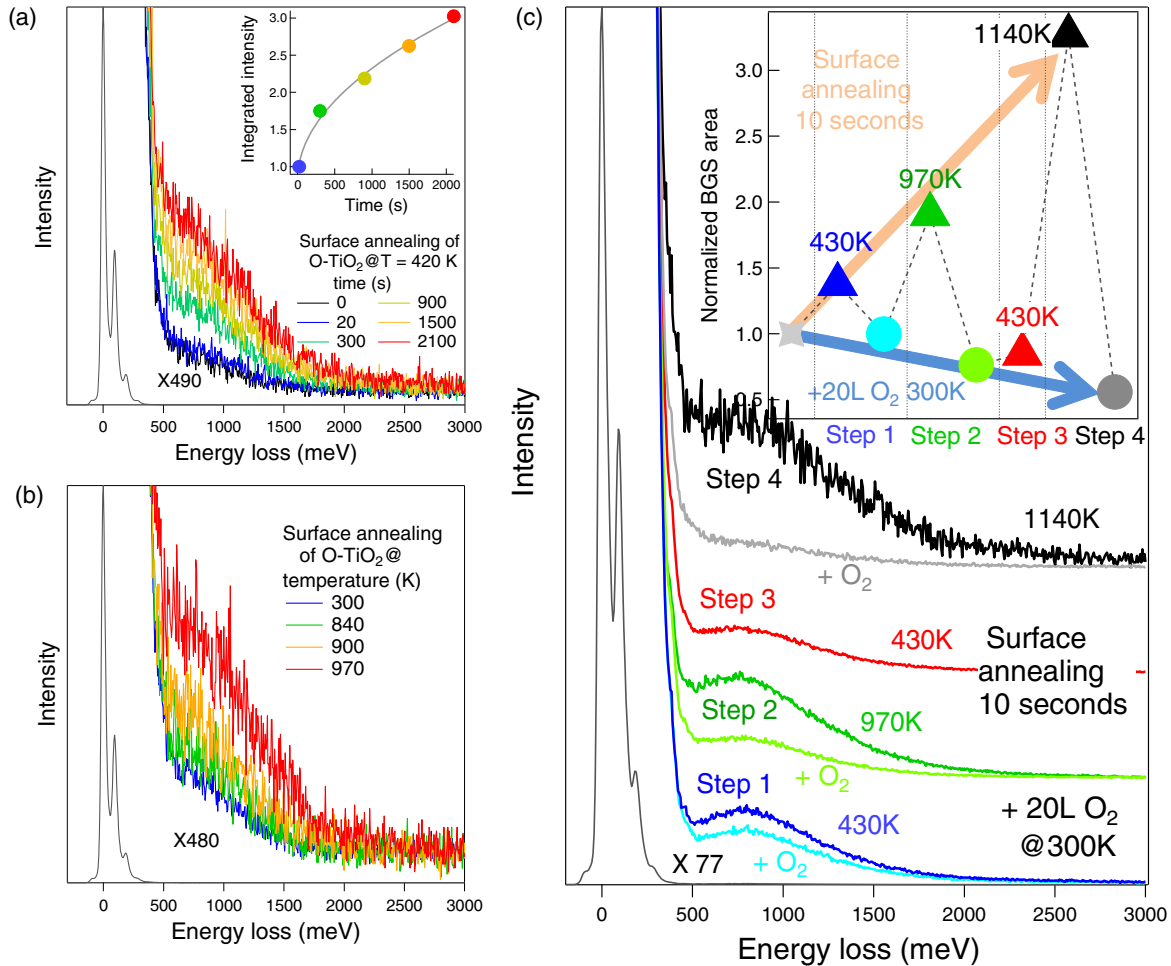 (a)
Intensity
X490
Integrated intensity
3.0
2.5
2.0
1.5
1.0
0 500 1000 1500 2000
Time (s)
Surface annealing of
O-TiO2@T = 420 K
time (s)
0 900
20 1500
300 2100
0 500 1000 1500 2000 2500 3000
Energy loss (meV)
(b)
Intensity
Surface annealing
of O-TiO2@
temperature (K)
300
840
900
970
X480
0 500 1000 1500 2000 2500 3000
Energy loss (meV)
(c)
Intensity
Normalized BGS area
3.0
2.5
2.0
1.5
1.0
0.5
1140K
Surface
annealing
10 seconds
970K
430K
430K
+20L O2 300K
Step 1 Step 2 Step 3 Step 4
Step 4
1140K
+ O2
Step 3
430K
Surface
annealing
10 seconds
Step 2
970K
+ O2
Step 1
430K
+ O2
+ 20L O2
@300K
X 77
0 500 1000 1500 2000 2500 3000
Energy loss (meV)